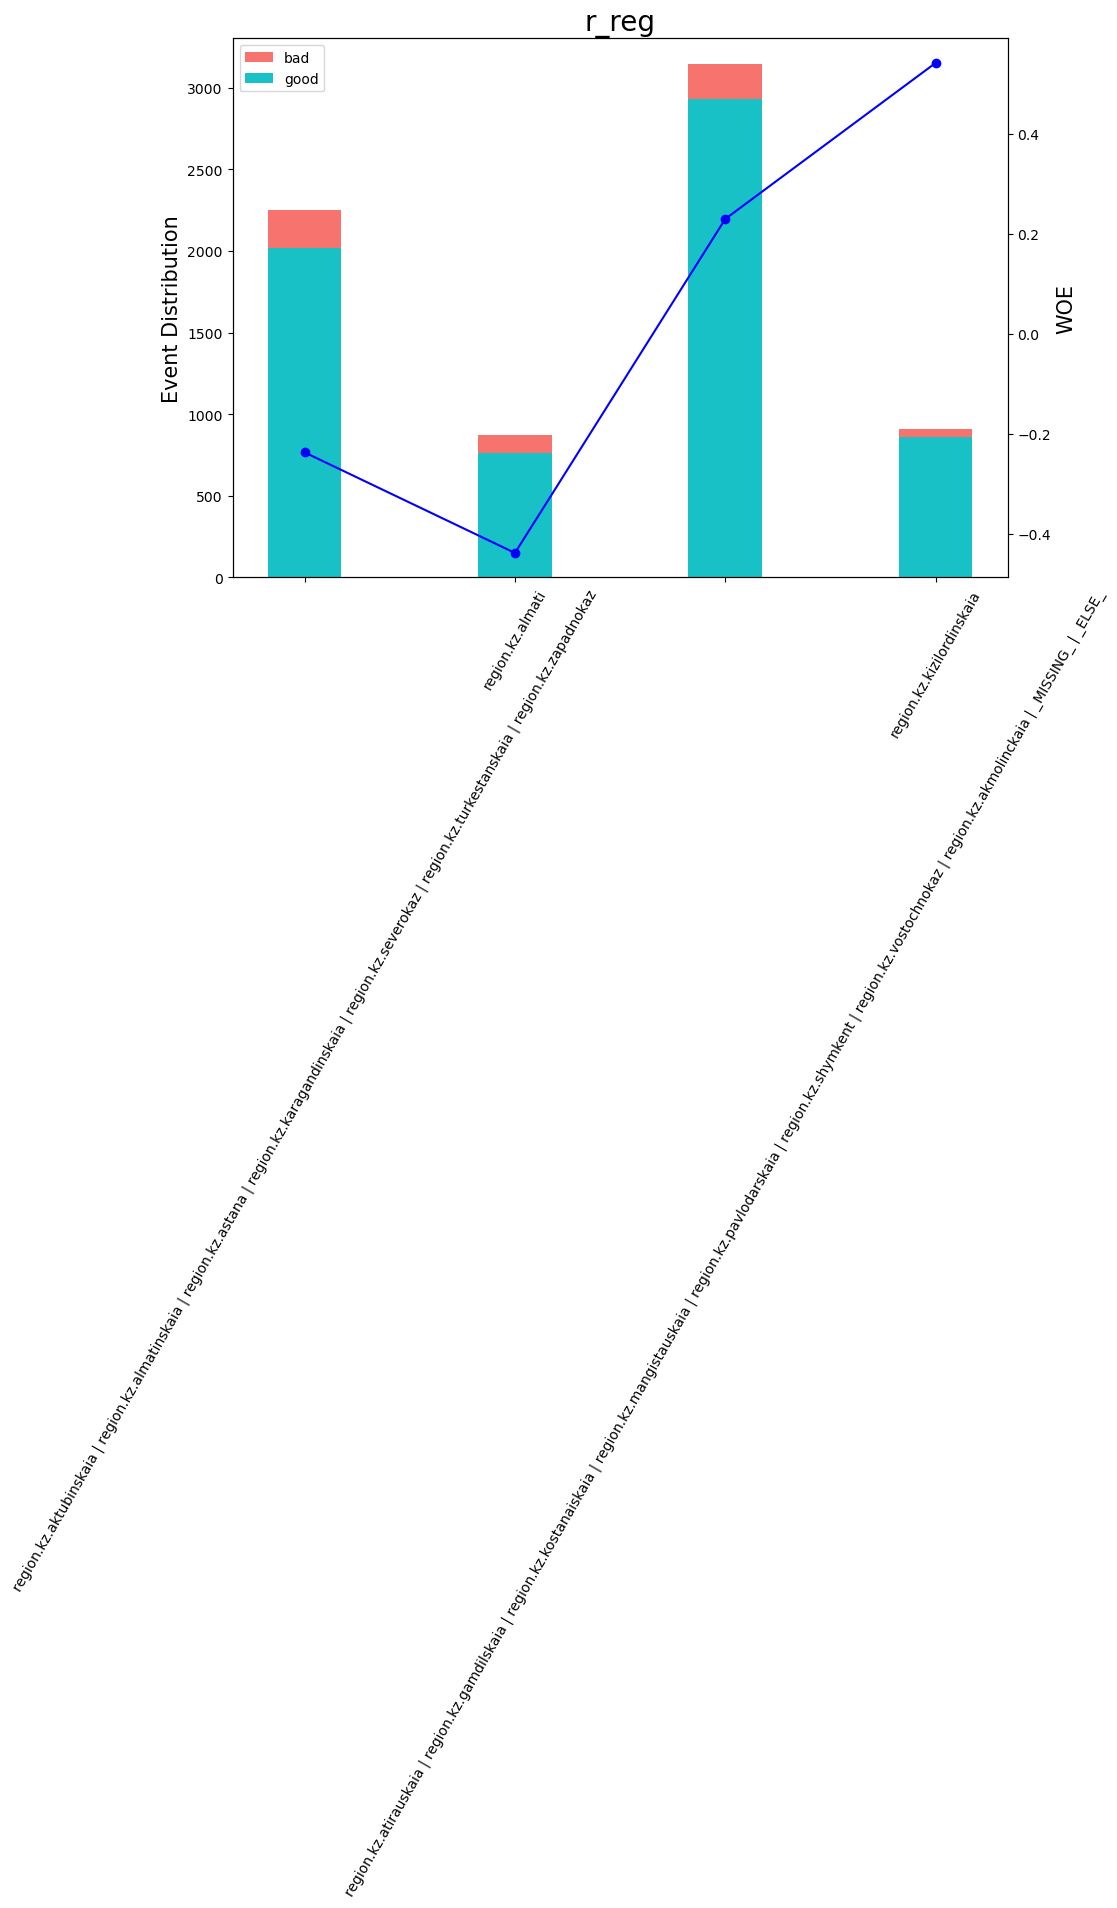 r_reg
bad
good
Event Distribution
3000
2500
2000
1500
1000
500
0
0.4
0.2
0.0
−0.2
−0.4
WOE
region.kz.aktubinskaia | region.kz.almatinskaia | region.kz.astana | region.kz.karagandinskaia | region.kz.severokaz | region.kz.turkestanskaia | region.kz.zapadnokaz
region.kz.almati
region.kz.atirauskaia | region.kz.gamdilskaia | region.kz.kostanaiskaia | region.kz.mangistauskaia | region.kz.pavlodarskaia | region.kz.shymkent | region.kz.vostochnokaz | region.kz.akmolinckaia | _MISSING_ | _ELSE_
region.kz.kizilordinskaia